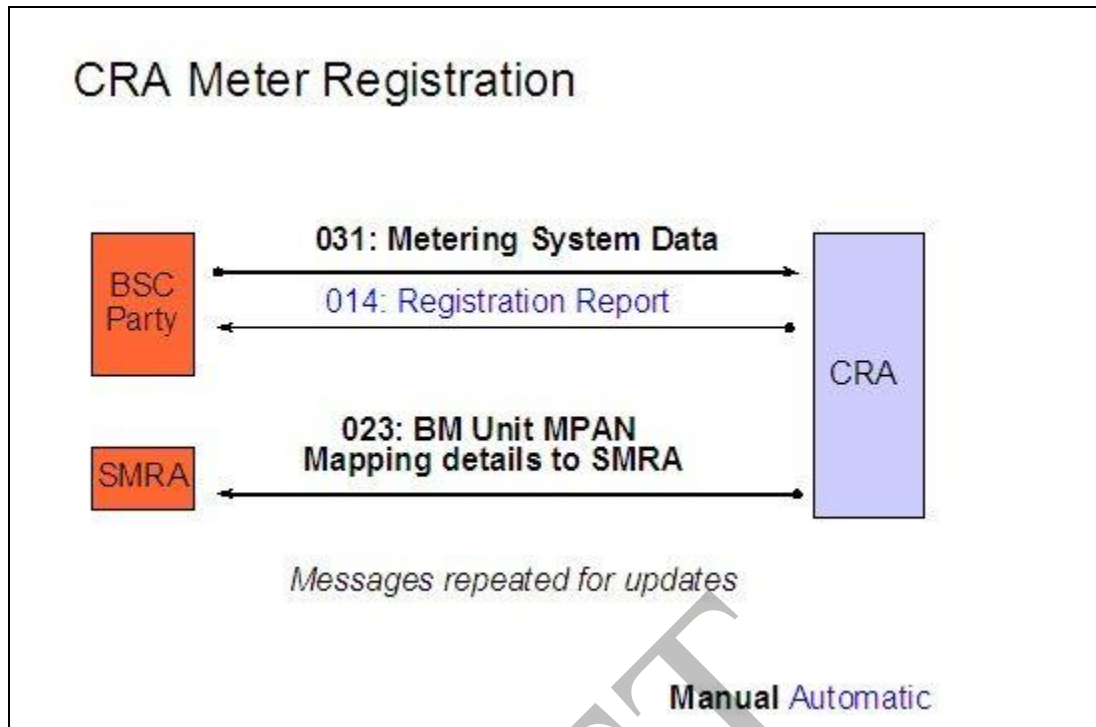 CRA Meter Registration
031: Metering System Data
BSC
Party
014: Registration Report
CRA
023: BM Unit MPAN
Mapping details to SMRA
SMRA
Messages repeated for updates
Manual Automatic